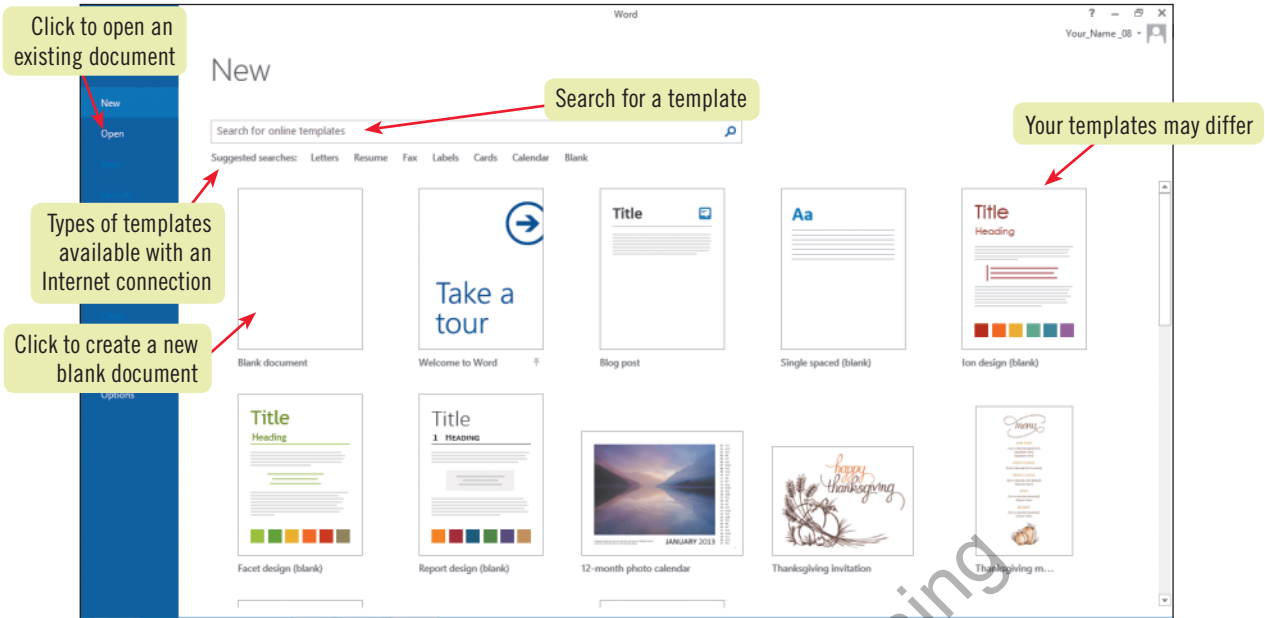 Word
?
Your_Name_08
Click to open an
existing document
New
New
Open
Search for a template
Search for online templates
Your templates may differ
Suggested searches: Letters Resume Fax Labels Cards Calendar Blank
Types of templates
available with an
Internet connection
Click to create a new
blank document
Options
Take a
tour
Title
Aa
Title
Heading
Blank document
Welcome to Word
Blog post
Single spaced (blank)
Ion design (blank)
Title
Heading
Title
1 HEADING
JANUARY 2013
happy
thanksgiving
menu
Facet design (blank)
Report design (blank)
12-month photo calendar
Thanksgiving invitation
Thanksgiving m...
ning